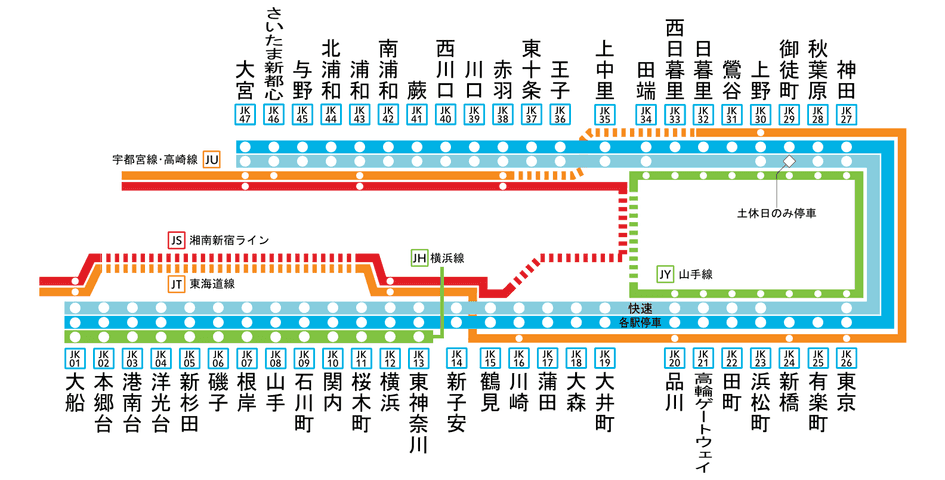 大宮
さいたま新都心
与野
北浦和
浦和
南浦和
蕨
西川口
川口
赤羽
東十条
王子
上中里
田端
西日暮里
日暮里
鶯谷
上野
御徒町
秋葉原
神田
JK 47
JK 46
JK 45
JK 44
JK 43
JK 42
JK 41
JK 40
JK 39
JK 38
JK 37
JK 36
JK 35
JK 34
JK 33
JK 32
JK 31
JK 30
JK 29
JK 28
JK 27
宇都宮線・高崎線 JU
土休日のみ停車
JS 湘南新宿ライン
JH 横浜線
JY 山手線
JT 東海道線
快速
各駅停車
JK 01
JK 02
JK 03
JK 04
JK 05
JK 06
JK 07
JK 08
JK 09
JK 10
JK 11
JK 12
JK 13
JK 14
JK 15
JK 16
JK 17
JK 18
JK 19
JK 20
JK 21
JK 22
JK 23
JK 24
JK 25
JK 26
大船
本郷台
港南台
洋光台
新杉田
磯子
根岸
山手
石川町
関内
桜木町
横浜
東神奈川
新子安
鶴見
川崎
蒲田
大森
大井町
品川
高輪ゲートウェイ
田町
浜松町
新橋
有楽町
東京